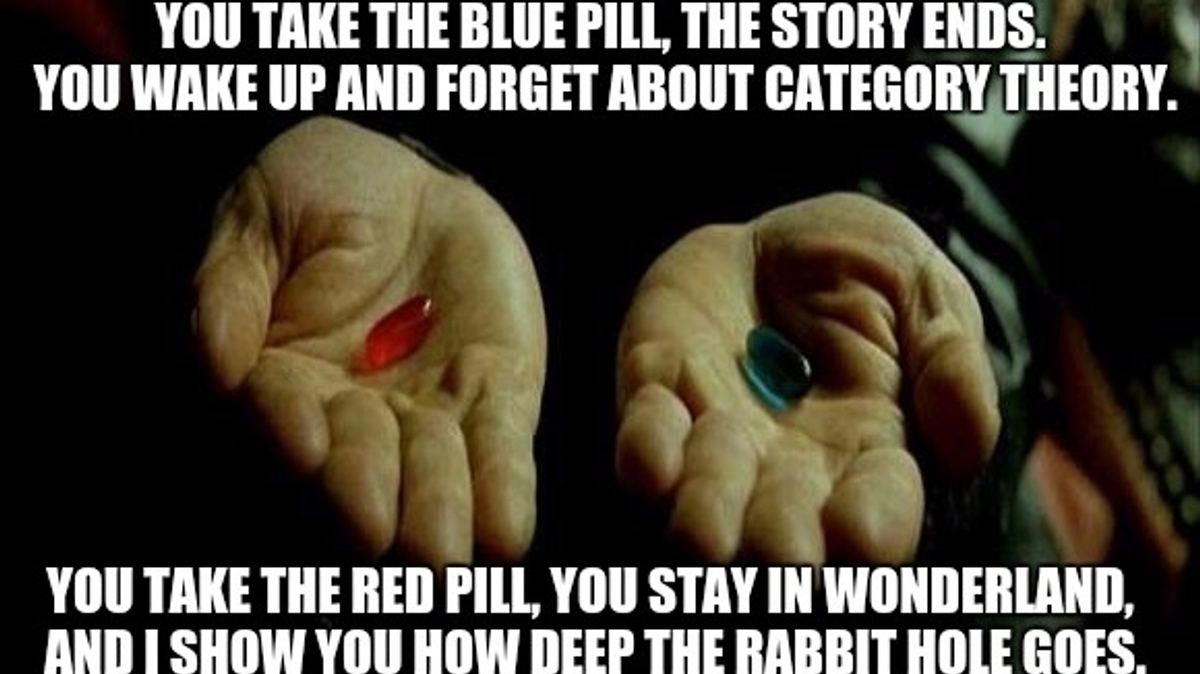 YOU TAKE THE BLUE PILL, THE STORY ENDS.
YOU WAKE UP AND FORGET ABOUT CATEGORY THEORY.
YOU TAKE THE RED PILL, YOU STAY IN WONDERLAND,
AND I SHOW YOU HOW DEEP THE RABBIT HOLE GOES.